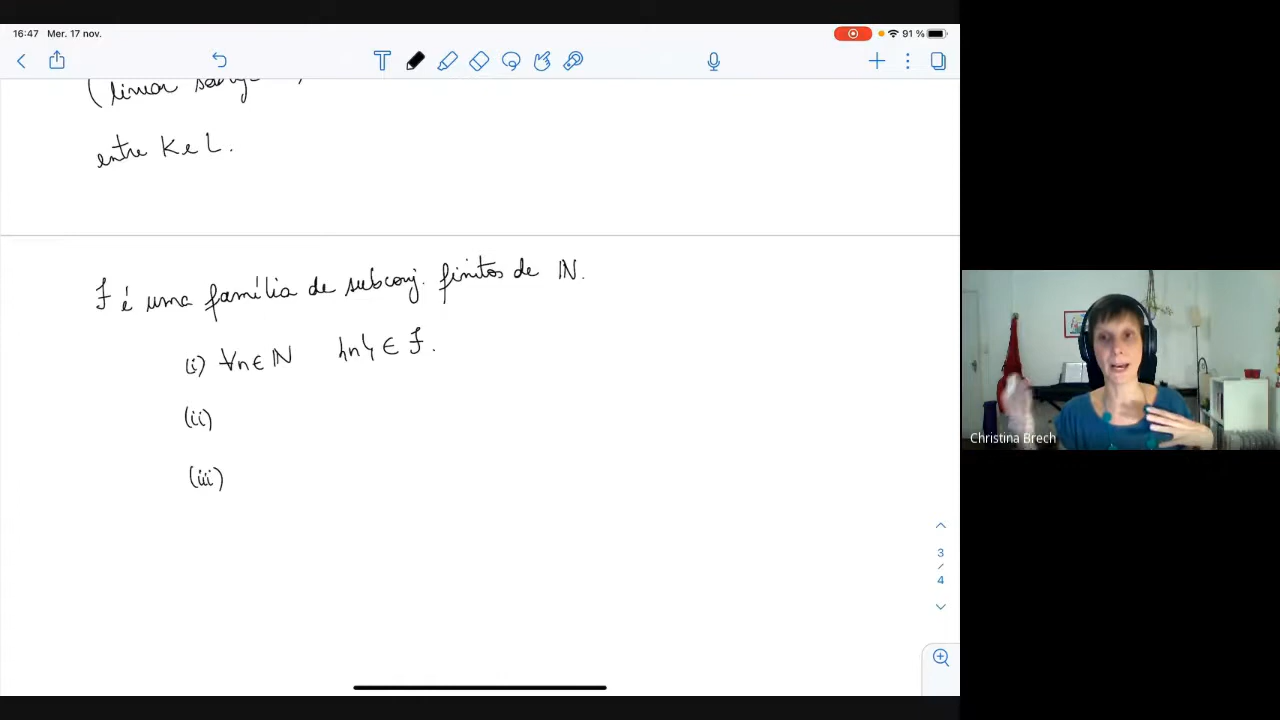 16:47 Mer. 17 nov.
91 %
(linear
entre K e L.
F é uma família de subconj. finitos de ℕ.
(i) ∀n∈ℕ {n} ∈ F.
(ii)
(iii)
Christina Brech
3
/
4